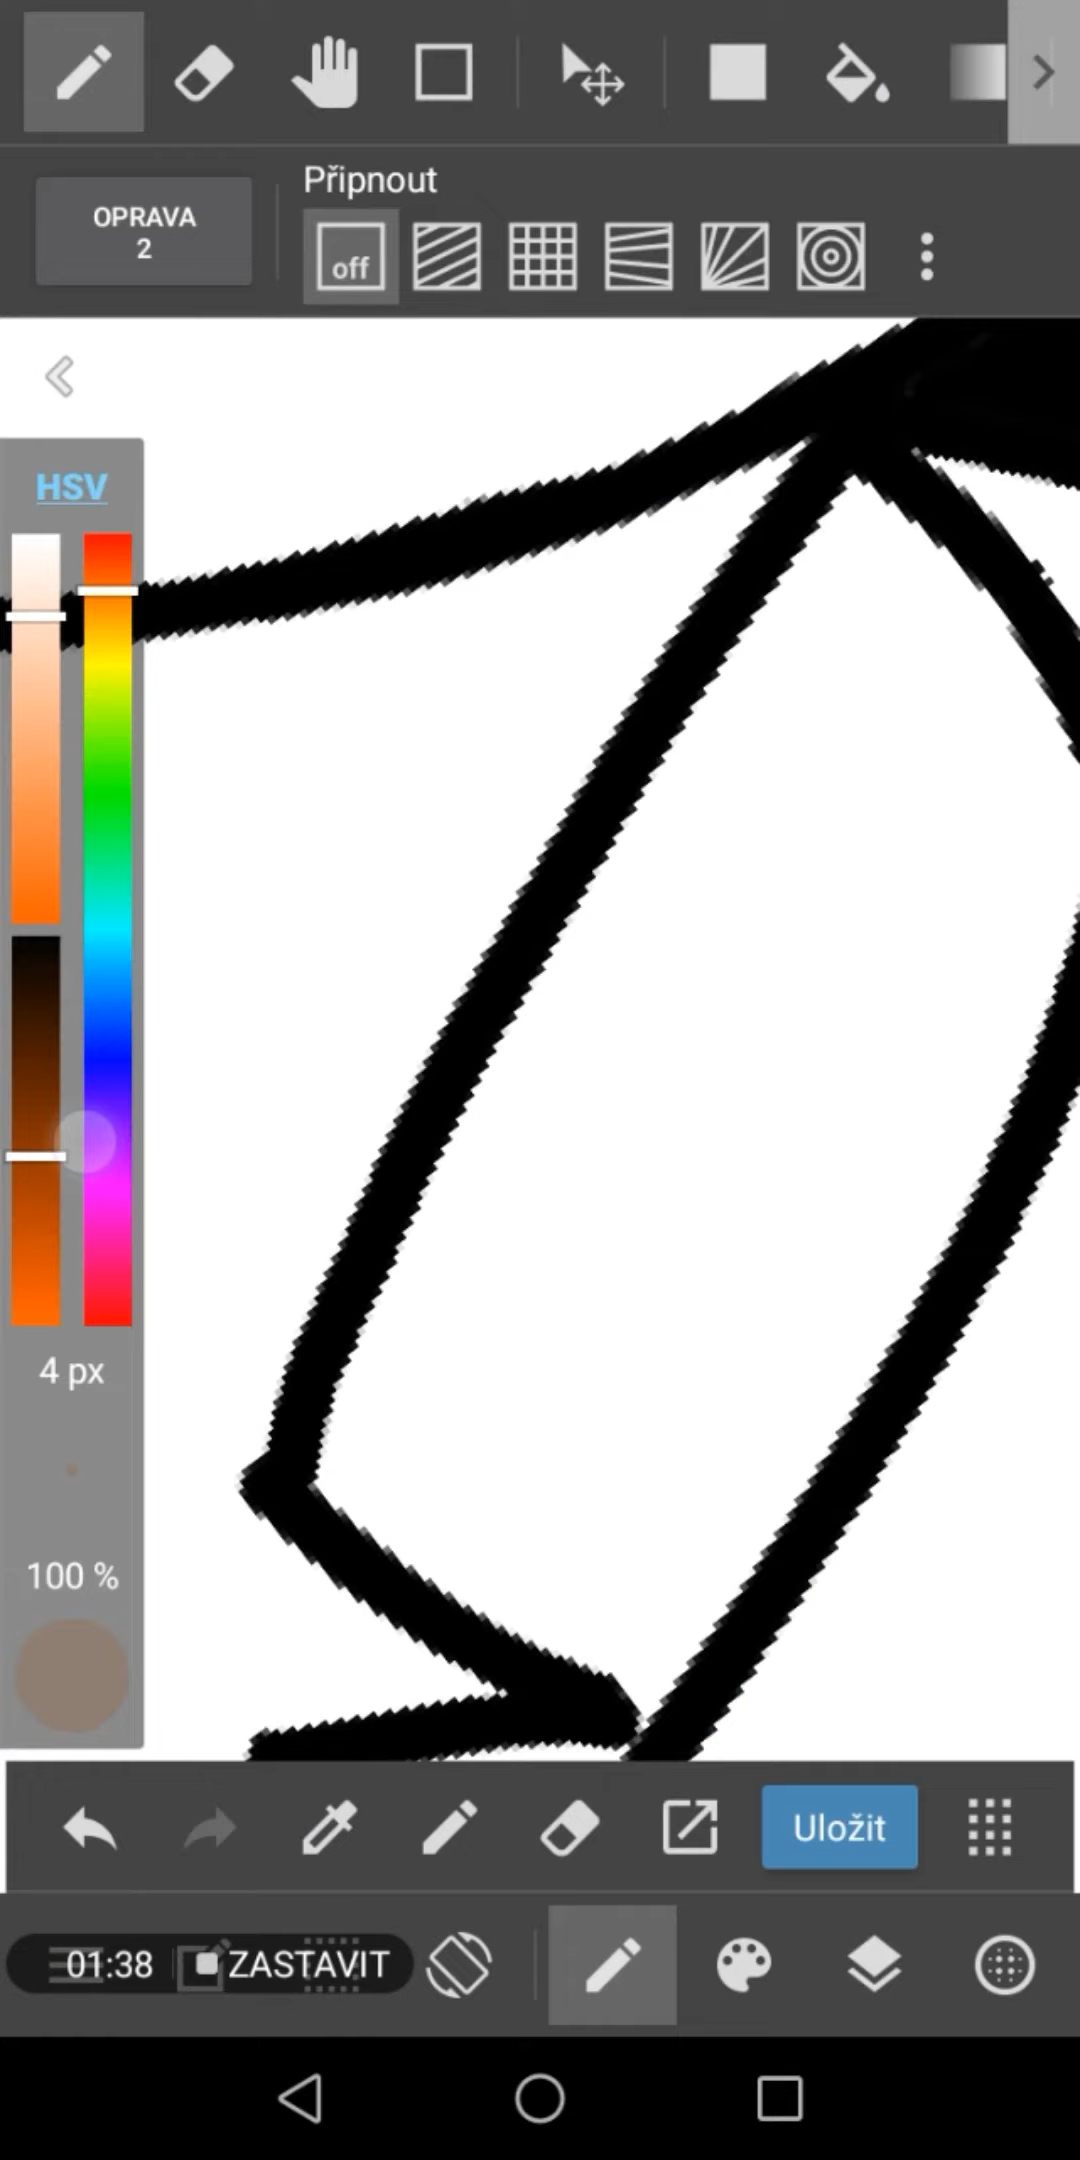 Připnout
OPRAVA
2
off
HSV
4 px
100 %
Uložit
01:38 ZASTAVIT